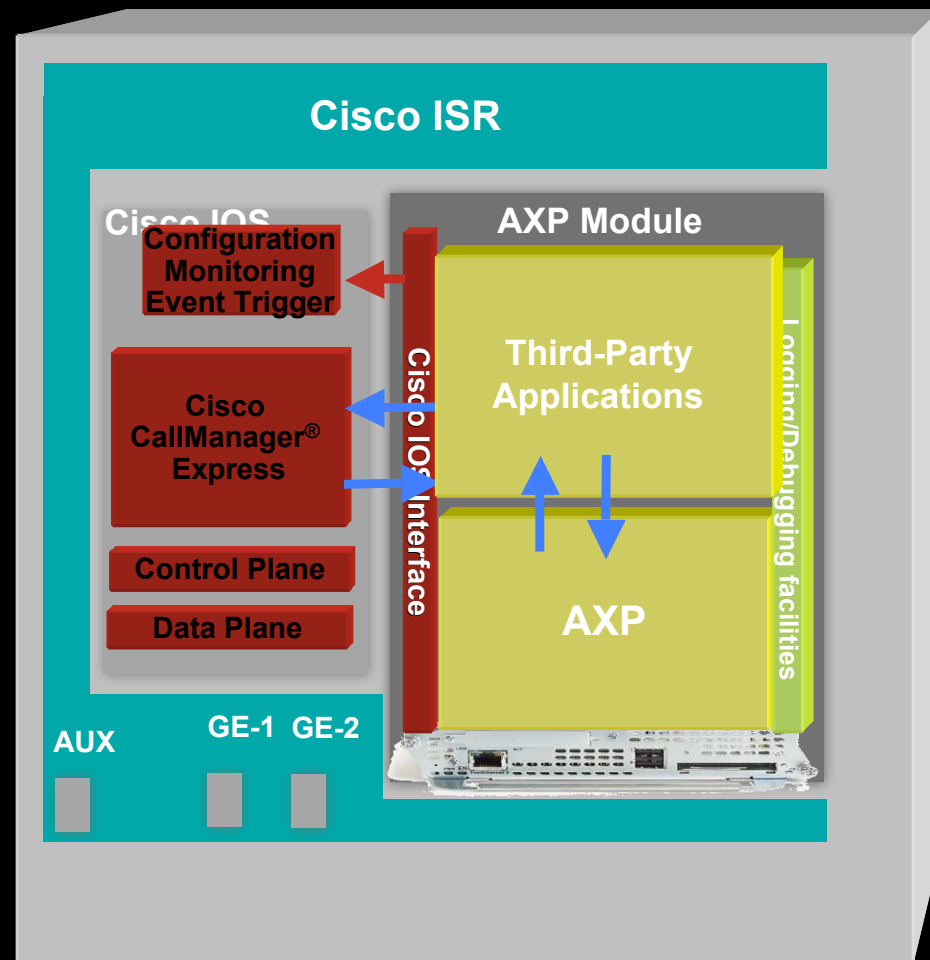 Cisco ISR
Cisco IOS
Configuration
Monitoring
Event Trigger
Cisco
CallManager®
Express
Control Plane
Data Plane
AXP Module
Cisco IOS Interface
Third-Party
Applications
AXP
Logging/Debugging facilities
AUX
GE-1
GE-2